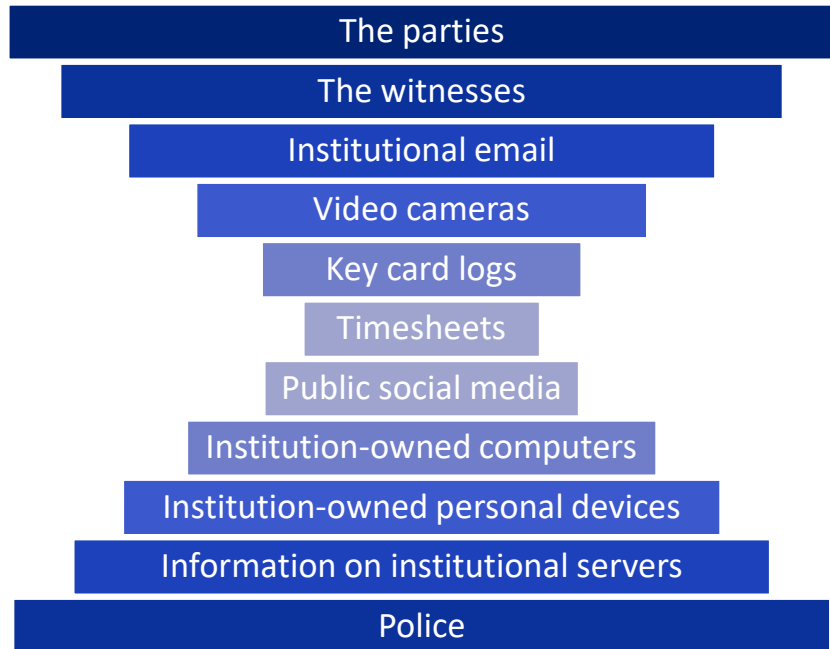 The parties
The witnesses
Institutional email
Video cameras
Key card logs
Timesheets
Public social media
Institution-owned computers
Institution-owned personal devices
Information on institutional servers
Police